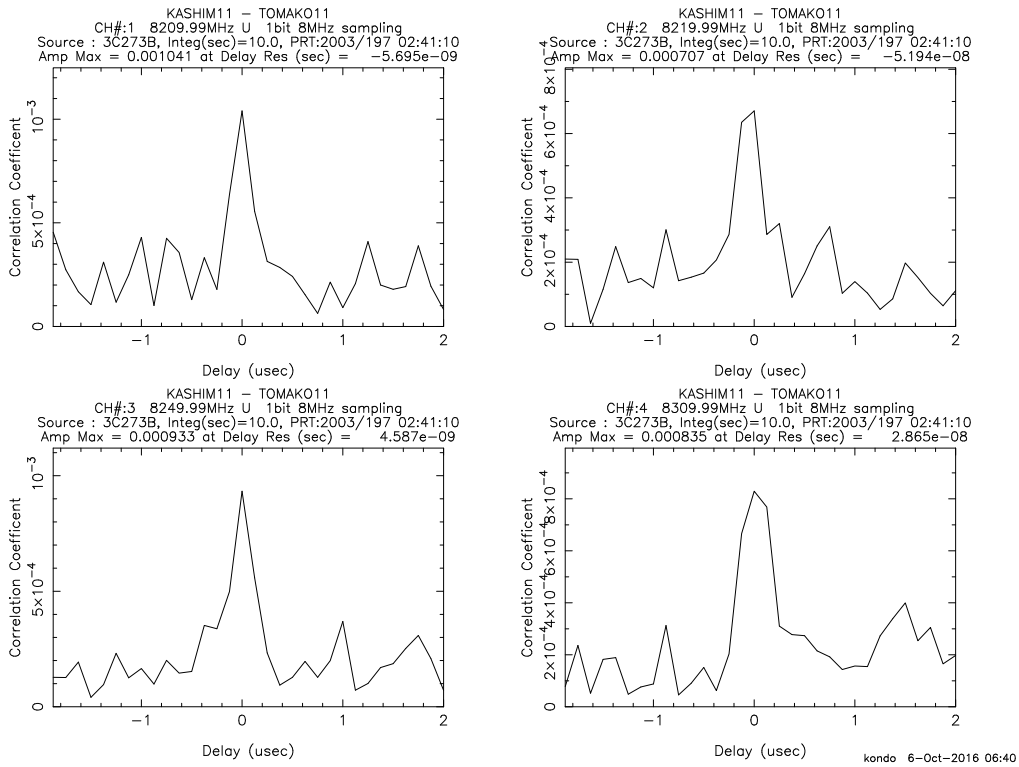 KASHIM11 − TOMAKO11
CH#:1 8209.99MHz U 1bit 8MHz sampling
Source : 3C273B, Integ(sec)=10.0, PRT:2003/197 02:41:10
Amp Max = 0.001041 at Delay Res (sec) = −5.695e−09
Correlation Coefficent
10⁻³
5×10⁻⁴
0
−1 0 1 2
Delay (usec)
KASHIM11 − TOMAKO11
CH#:2 8219.99MHz U 1bit 8MHz sampling
Source : 3C273B, Integ(sec)=10.0, PRT:2003/197 02:41:10
Amp Max = 0.000707 at Delay Res (sec) = −5.194e−08
Correlation Coefficent
8×10⁻⁴
6×10⁻⁴
4×10⁻⁴
2×10⁻⁴
0
−1 0 1 2
Delay (usec)
KASHIM11 − TOMAKO11
CH#:3 8249.99MHz U 1bit 8MHz sampling
Source : 3C273B, Integ(sec)=10.0, PRT:2003/197 02:41:10
Amp Max = 0.000933 at Delay Res (sec) = 4.587e−09
Correlation Coefficent
10⁻³
5×10⁻⁴
0
−1 0 1 2
Delay (usec)
KASHIM11 − TOMAKO11
CH#:4 8309.99MHz U 1bit 8MHz sampling
Source : 3C273B, Integ(sec)=10.0, PRT:2003/197 02:41:10
Amp Max = 0.000835 at Delay Res (sec) = 2.865e−08
Correlation Coefficent
8×10⁻⁴
6×10⁻⁴
4×10⁻⁴
2×10⁻⁴
0
−1 0 1 2
Delay (usec)
kondo 6−Oct−2016 06:40